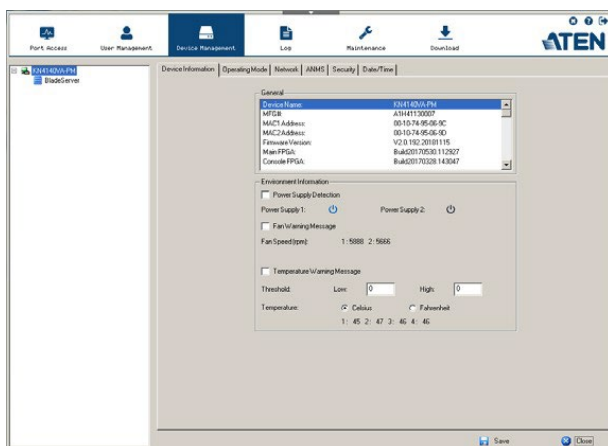 Port Access
User Management
Device Management
Log
Maintenance
Download
ATEN
KN4140VA-PM
BladeServer
Device Information
Operating Mode
Network
ANMS
Security
Date/Time
General
Device Name: KN4140VA-PM
MFG#: A1H41130007
MAC1 Address: 00-10-74-95-06-9C
MAC2 Address: 00-10-74-95-06-9D
Firmware Version: V2.0.192.20181115
Main FPGA: Build20170530.112927
Console FPGA: Build20170328.143047
Environment Information
Power Supply Detection
Power Supply 1: Power Supply 2:
Fan Warning Message
Fan Speed(rpm): 1 : 5888 2 : 5666
Temperature Warning Message
Threshold: Low: 0 High: 0
Temperature: Celsius Fahrenheit
1 : 45 2 : 47 3 : 46 4 : 46
Save
Close